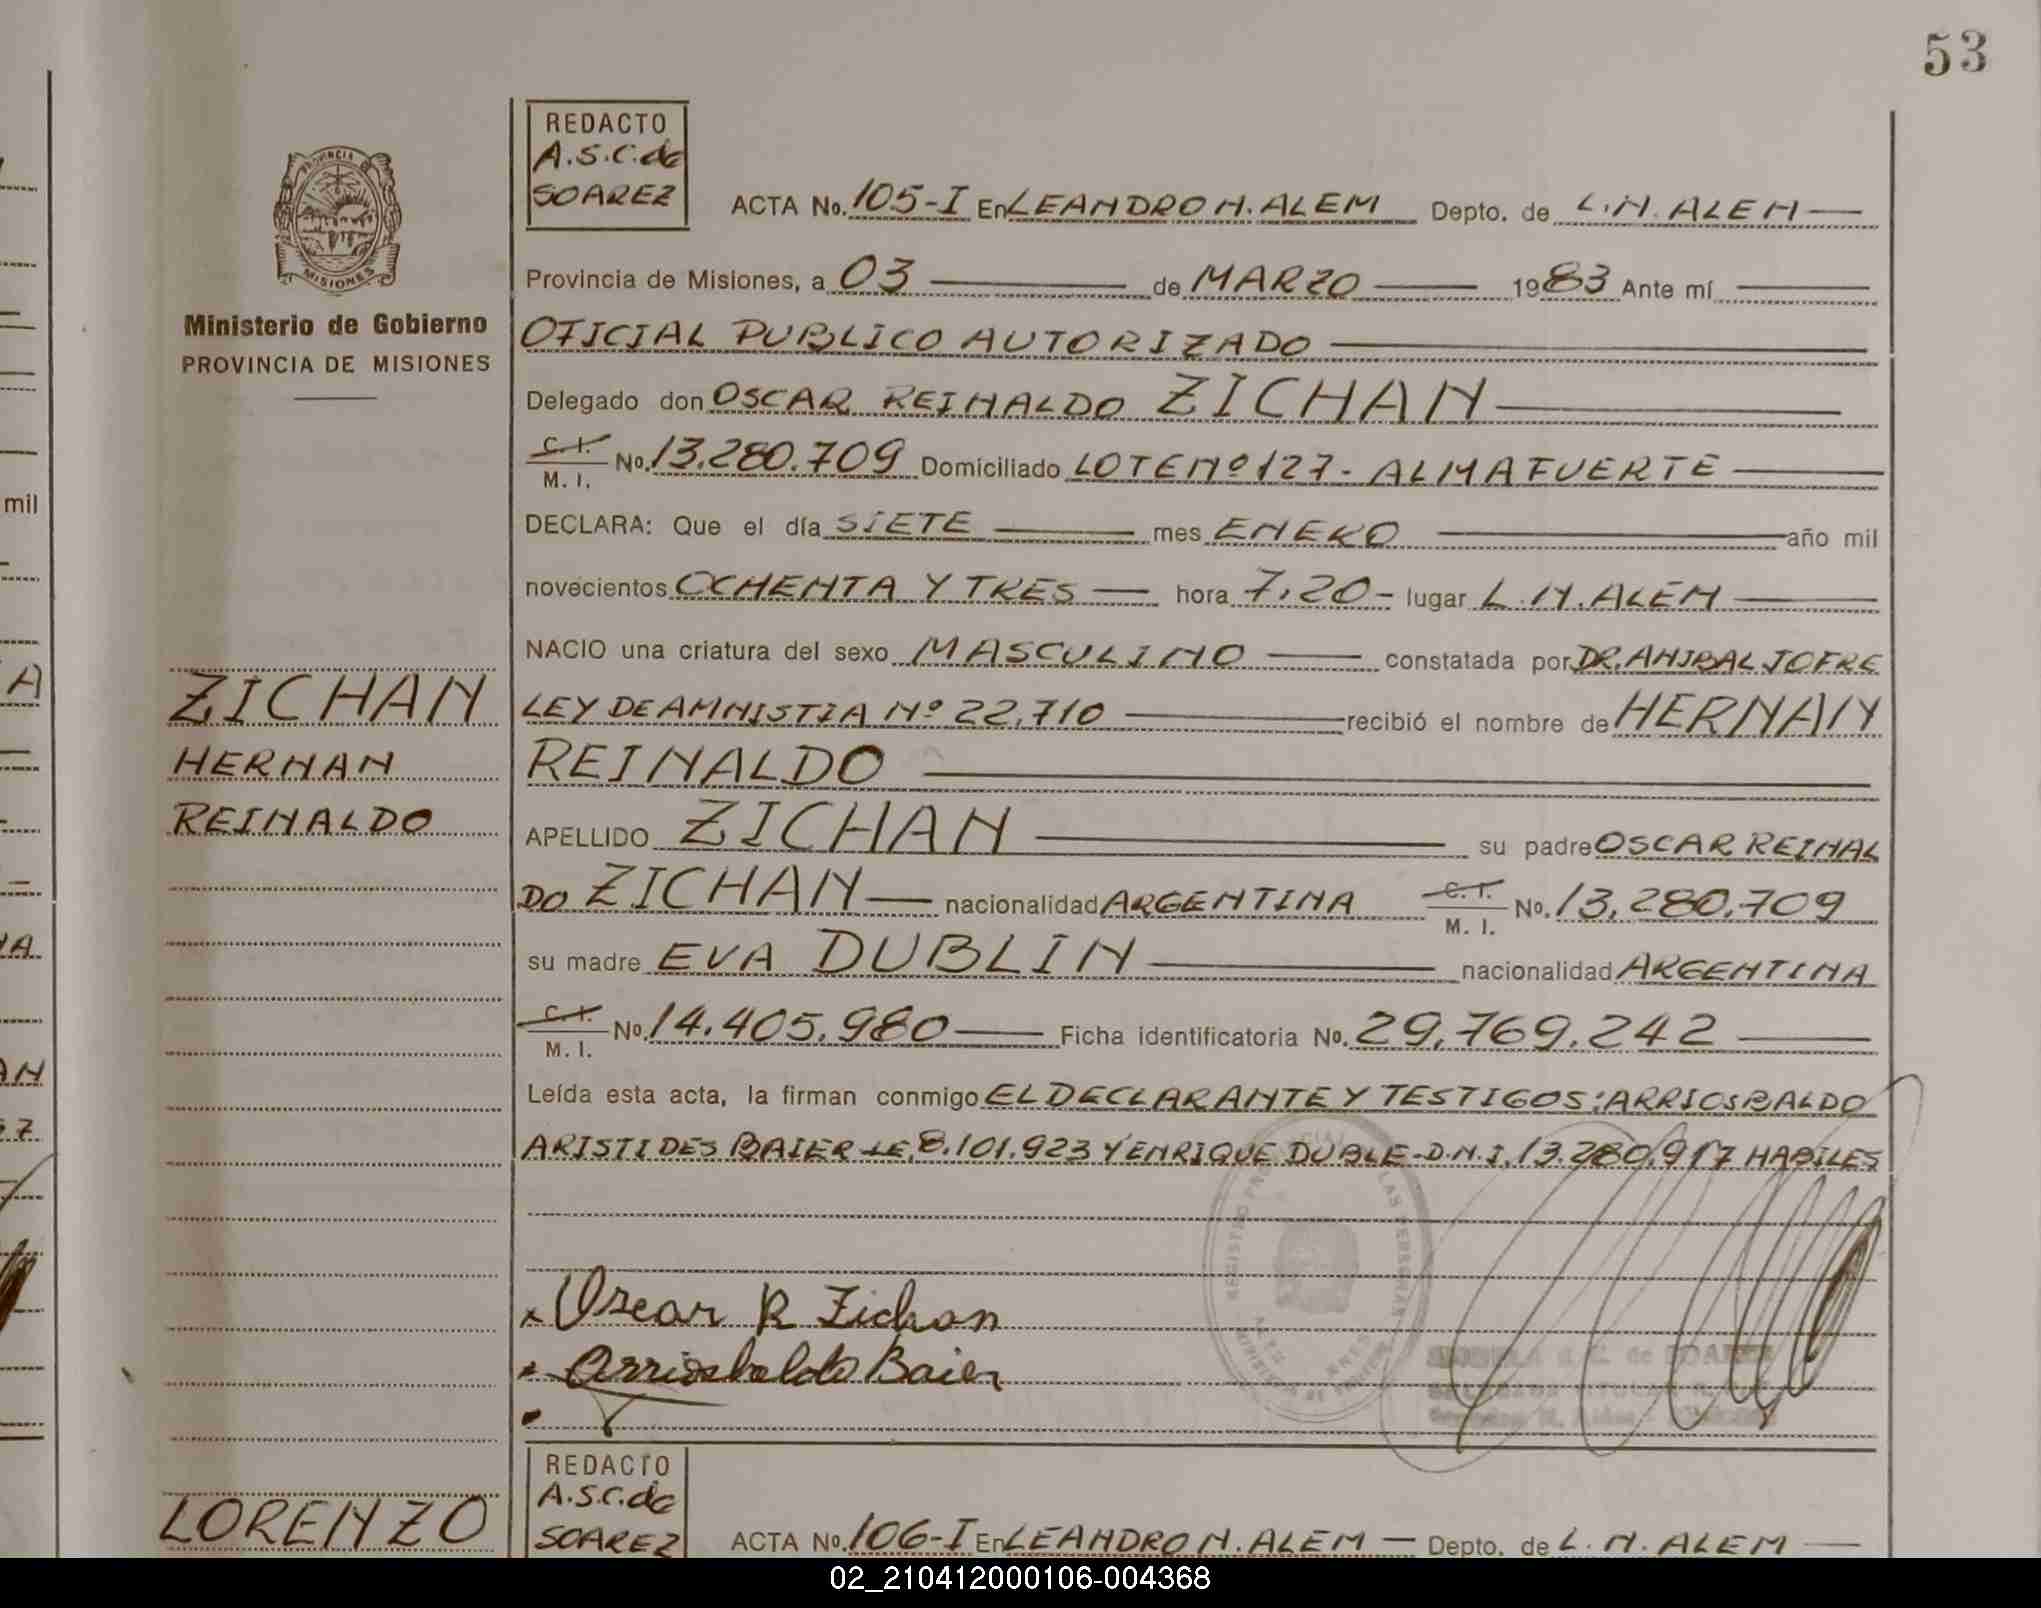 53
REDACTO
A.S.C. de
SOAREZ
ACTA No. 105-I En LEANDRO N. ALEM Depto. de L.N. ALEM
PROVINCIA DE
MISIONES
Provincia de Misiones, a 03 de MARZO 1983 Ante mí
Ministerio de Gobierno
PROVINCIA DE MISIONES
OFICIAL PUBLICO AUTORIZADO
Delegado don OSCAR REINALDO ZICHAN
C. I. M. I. No. 13.280.709 Domiciliado LOTE Nº 127 - ALMAFUERTE
mil
DECLARA: Que el día SIETE mes ENERO año mil
novecientos OCHENTA Y TRES hora 7,20 - lugar L.N. ALEM
NACIO una criatura del sexo MASCULINO constatada por DR. ANIBAL JOFRE
A
ZICHAN
LEY DE AMNISTIA Nº 22.710 recibió el nombre de HERNAN
HERNAN
REINALDO
REINALDO
APELLIDO ZICHAN su padre OSCAR REINAL
DO ZICHAN nacionalidad ARGENTINA C. I. M. I. No. 13.280.709
su madre EVA DUBLIN nacionalidad ARGENTINA
C. I. M. I. No. 14.405.980 Ficha identificatoria No. 29.769.242
Leída esta acta, la firman conmigo EL DECLARANTE Y TESTIGOS: ARRIOSBALDO
ARISTIDES BAIER LE. 8.101.923 Y ENRIQUE DUBLE D.N.I. 13.280.917 HABILES
x Oscar R Zichan
x Arriosbaldo Baier
de SOAREZ
LORENZO
REDACTO
A.S.C. de
SOAREZ
ACTA No. 106-I En LEANDRO N. ALEM Depto. de L. N. ALEM
02_210412000106-004368